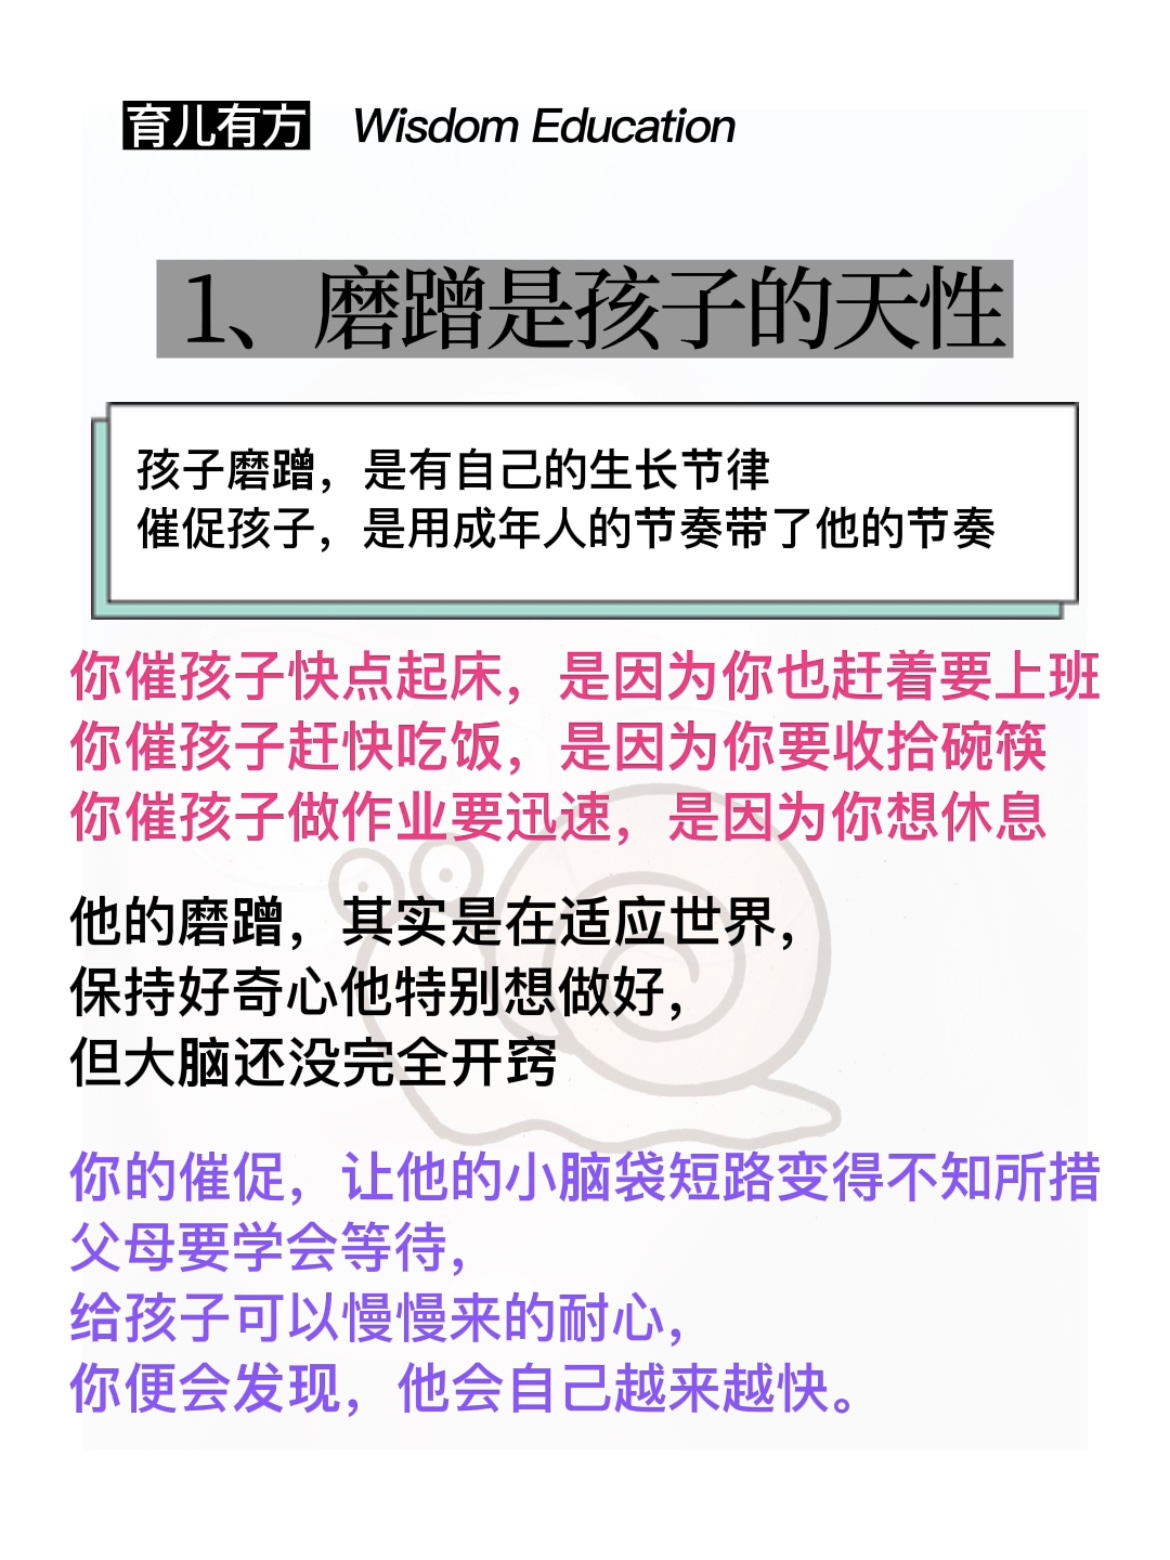 育儿有方 Wisdom Education
1、磨蹭是孩子的天性
孩子磨蹭，是有自己的生长节律
催促孩子，是用成年人的节奏带了他的节奏
你催孩子快点起床，是因为你也赶着要上班
你催孩子赶快吃饭，是因为你要收拾碗筷
你催孩子做作业要迅速，是因为你想休息
他的磨蹭，其实是在适应世界，
保持好奇心他特别想做好，
但大脑还没完全开窍
你的催促，让他的小脑袋短路变得不知所措
父母要学会等待，
给孩子可以慢慢来的耐心，
你便会发现，他会自己越来越快。